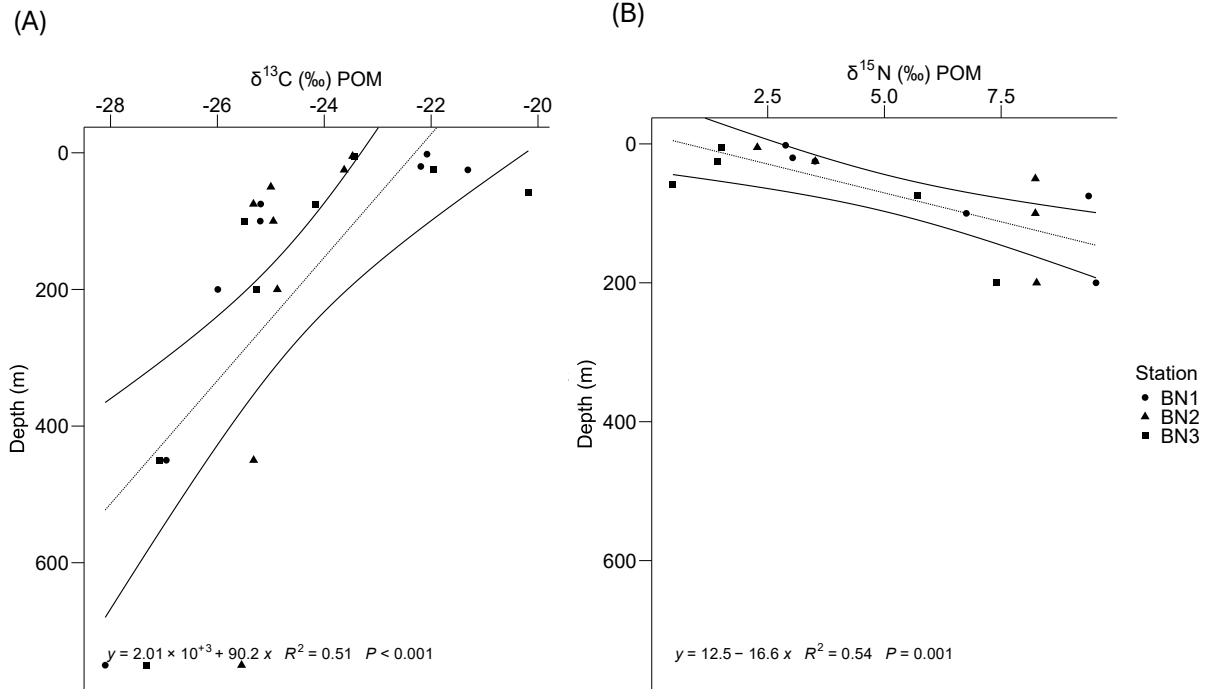 (A)
δ¹³C (‰) POM
-28 -26 -24 -22 -20
0
200
400
600
Depth (m)
y = 2.01 × 10⁺³ + 90.2 x R² = 0.51 P < 0.001
(B)
δ¹⁵N (‰) POM
2.5 5.0 7.5
0
200
400
600
Depth (m)
y = 12.5 − 16.6 x R² = 0.54 P = 0.001
Station
BN1
BN2
BN3